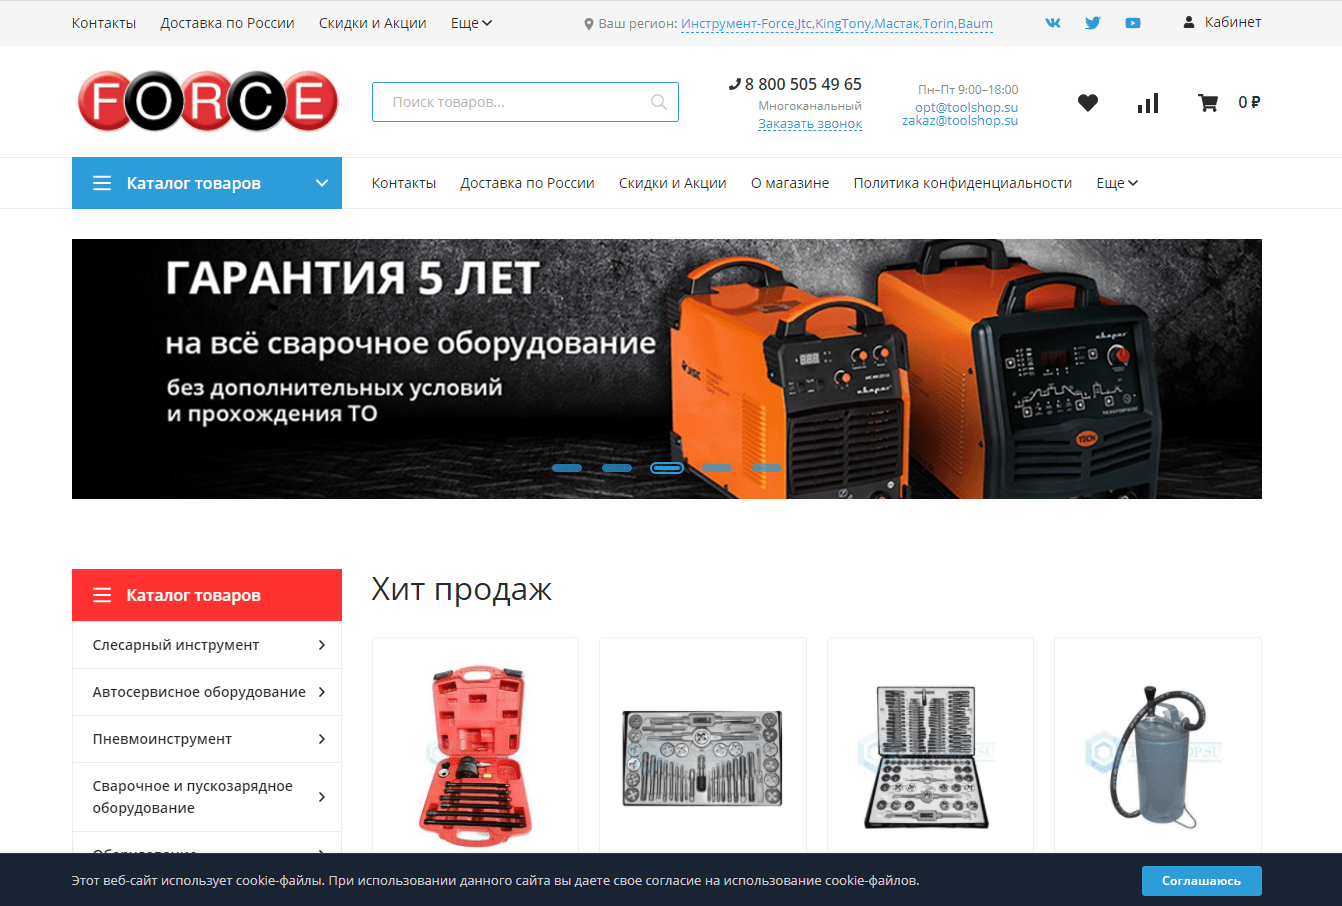 Контакты Доставка по России Скидки и Акции Еще Ваш регион: Инструмент-Force,Jtc,KingTony,Мастак,Torin,Baum Кабинет
FORCE
Поиск товаров...
8 800 505 49 65
Многоканальный
Заказать звонок
Пн–Пт 9:00–18:00
opt@toolshop.su
zakaz@toolshop.su
0 ₽
Каталог товаров
Контакты Доставка по России Скидки и Акции О магазине Политика конфиденциальности Еще
ГАРАНТИЯ 5 ЛЕТ
на всё сварочное оборудование
без дополнительных условий
и прохождения ТО
сварог
сварог
TECH
Каталог товаров
Хит продаж
Слесарный инструмент
Автосервисное оборудование
Пневмоинструмент
Сварочное и пускозарядное
оборудование
Оборудование
Этот веб-сайт использует cookie-файлы. При использовании данного сайта вы даете свое согласие на использование cookie-файлов.
Соглашаюсь